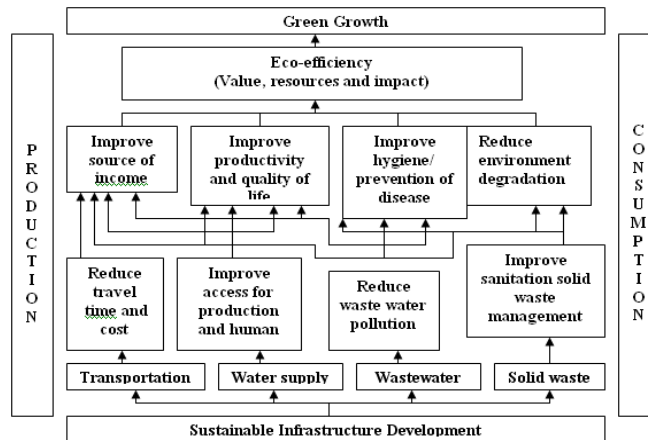 Green Growth
Eco-efficiency
(Value, resources and impact)
PRODUCTION
CONSUMPTION
Improve
source of
income
Improve
productivity
and quality of
life
Improve
hygiene/
prevention of
disease
Reduce
environment
degradation
Reduce
travel
time and
cost
Improve
access for
production
and human
Reduce
waste water
pollution
Improve
sanitation solid
waste
management
Transportation
Water supply
Wastewater
Solid waste
Sustainable Infrastructure Development